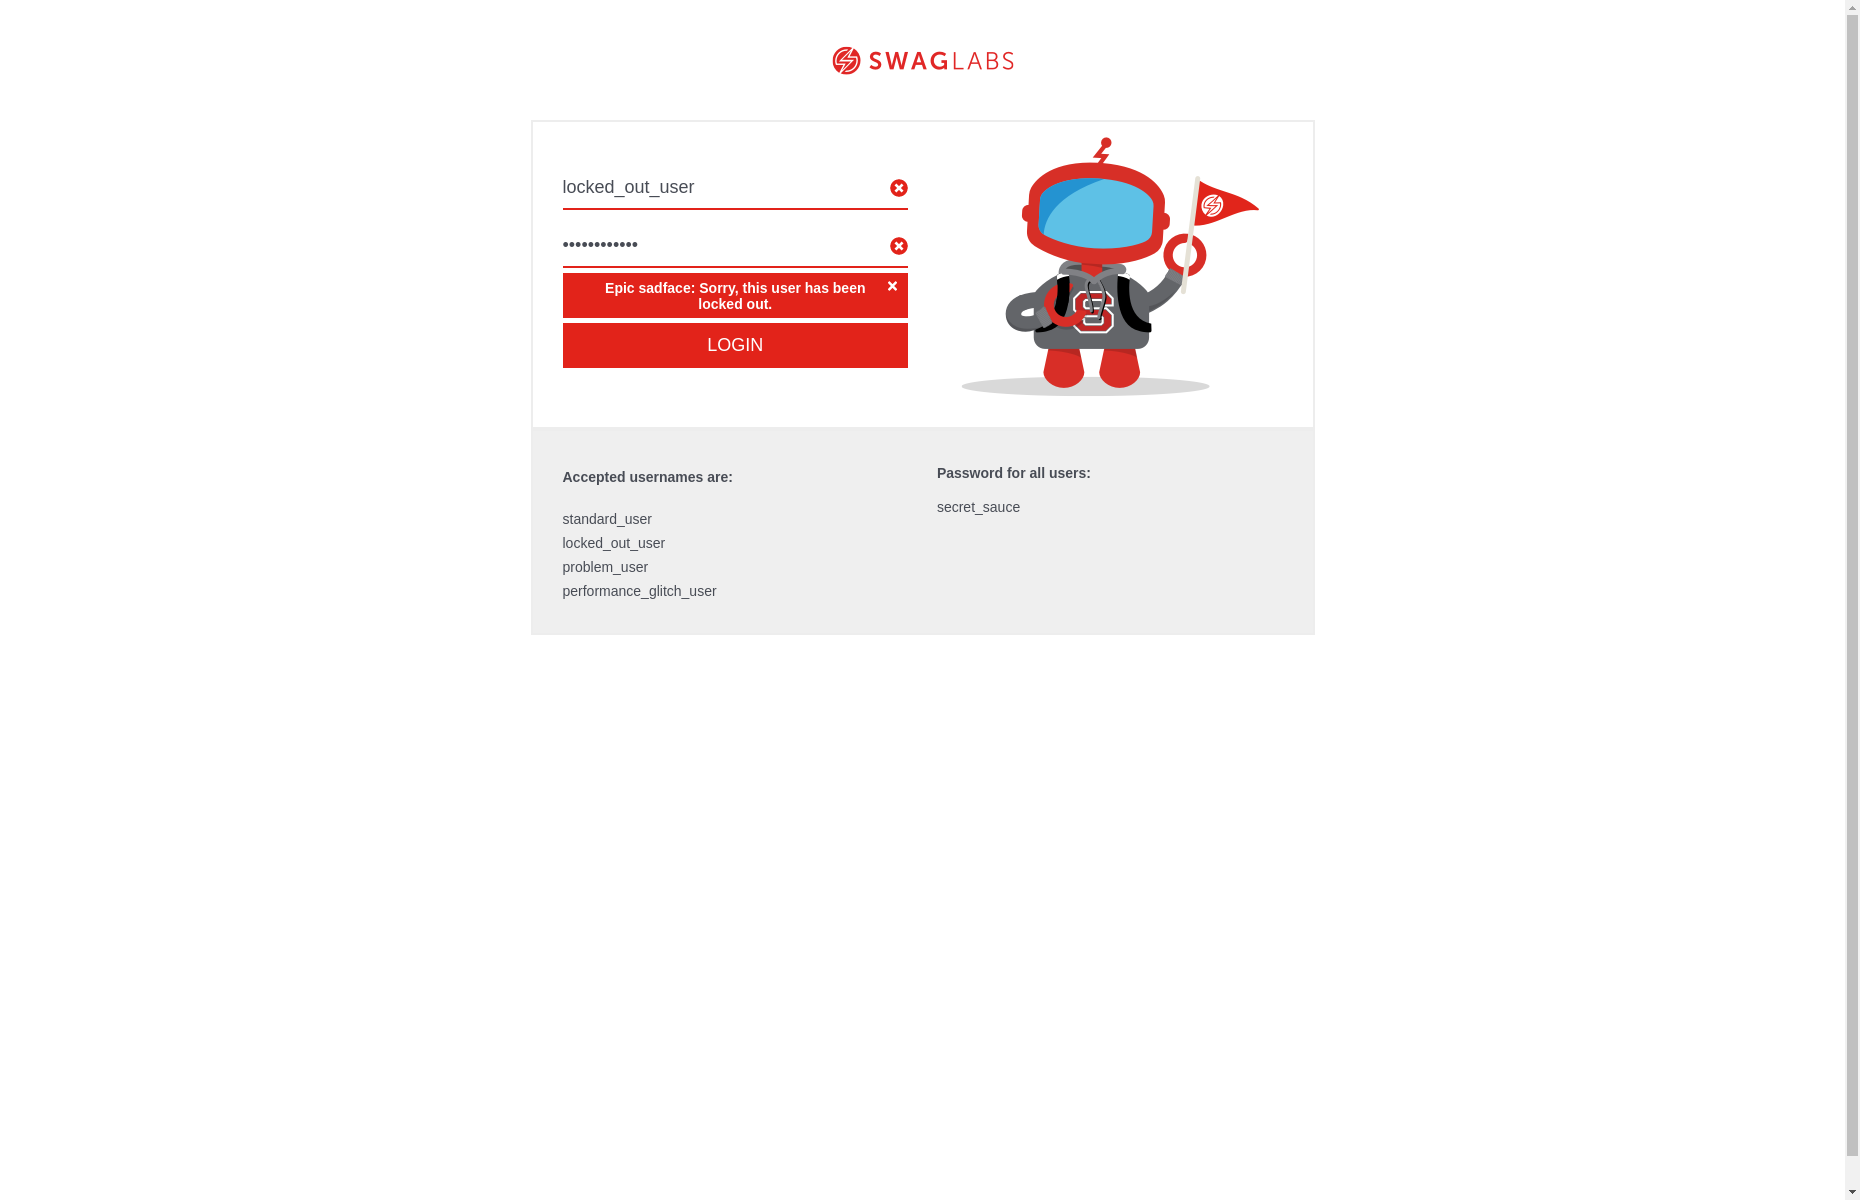 SWAGLABS
locked_out_user
••••••••••••
Epic sadface: Sorry, this user has been
locked out.
LOGIN
S
Accepted usernames are:
standard_user
locked_out_user
problem_user
performance_glitch_user
Password for all users:
secret_sauce